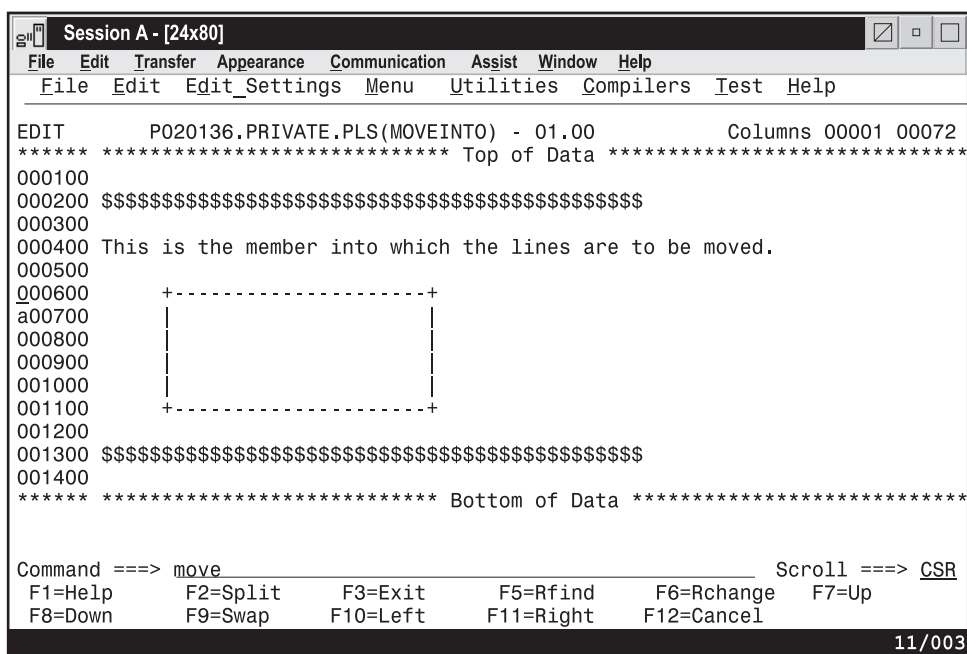 Session A - [24x80]
File Edit Transfer Appearance Communication Assist Window Help
File Edit Edit_Settings Menu Utilities Compilers Test Help
EDIT PO20136.PRIVATE.PLS(MOVEINTO) - 01.00 Columns 00001 00072
****** ***************************** Top of Data ******************************
000100
000200 $$$$$$$$$$$$$$$$$$$$$$$$$$$$$$$$$$$$$$$$$$$$$
000300
000400 This is the member into which the lines are to be moved.
000500
000600 +---------------------+
a00700 | |
000800 | |
000900 | |
001000 | |
001100 +---------------------+
001200
001300 $$$$$$$$$$$$$$$$$$$$$$$$$$$$$$$$$$$$$$$$$$$$$
001400
****** **************************** Bottom of Data ****************************
Command ===> move Scroll ===> CSR
F1=Help F2=Split F3=Exit F5=Rfind F6=Rchange F7=Up
F8=Down F9=Swap F10=Left F11=Right F12=Cancel
11/003